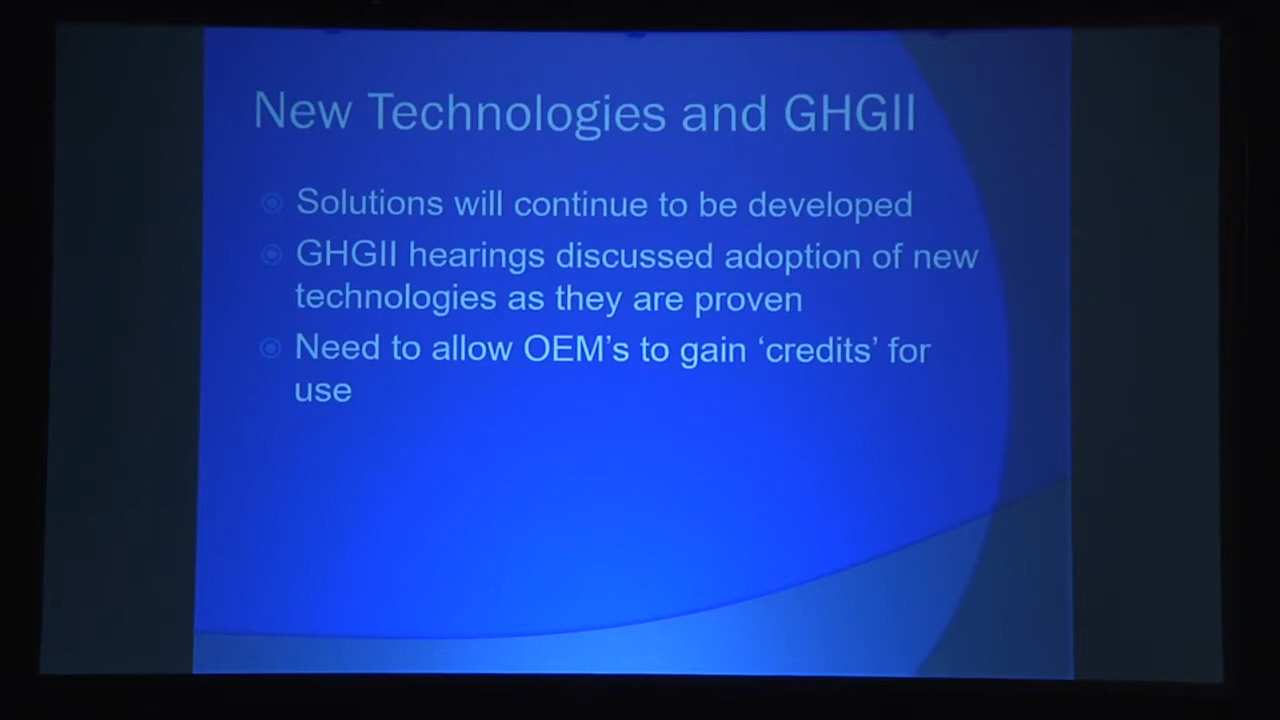 New Technologies and GHGII
Solutions will continue to be developed
GHGII hearings discussed adoption of new
technologies as they are proven
Need to allow OEM's to gain ‘credits’ for
use